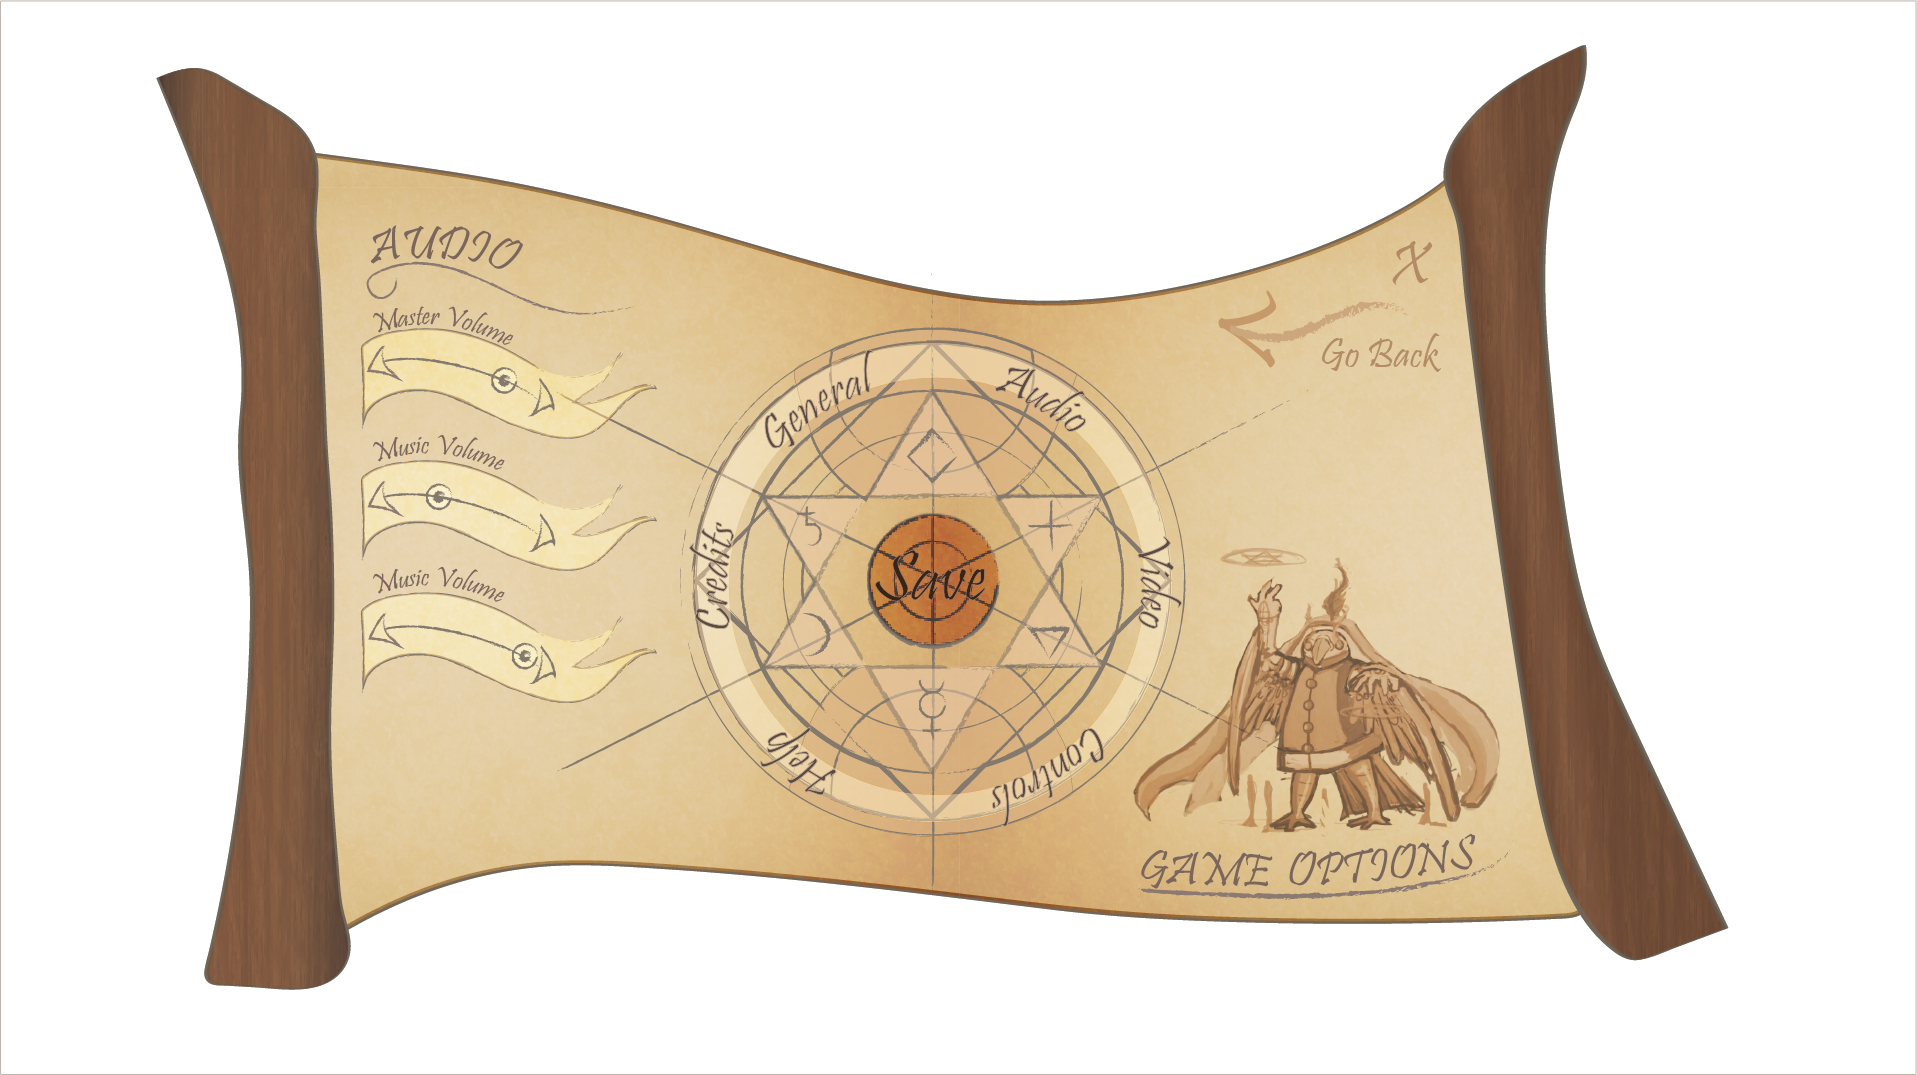 AUDIO
Master Volume
Music Volume
Music Volume
General
Audio
Video
Controls
Help
Credits
Save
X
Go Back
GAME OPTIONS